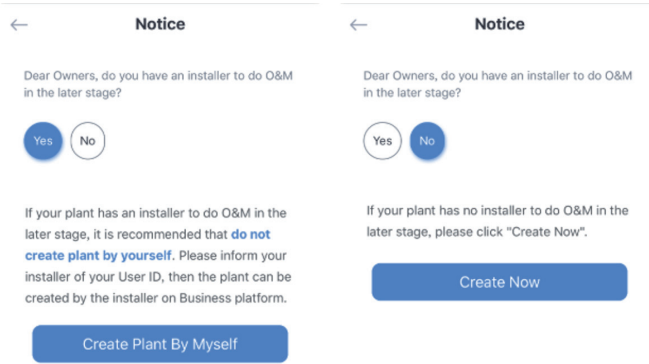 Notice
Dear Owners, do you have an installer to do O&M
in the later stage?
Yes
No
If your plant has an installer to do O&M in the
later stage, it is recommended that do not
create plant by yourself. Please inform your
installer of your User ID, then the plant can be
created by the installer on Business platform.
Create Plant By Myself
Notice
Dear Owners, do you have an installer to do O&M
in the later stage?
Yes
No
If your plant has no installer to do O&M in the
later stage, please click "Create Now".
Create Now